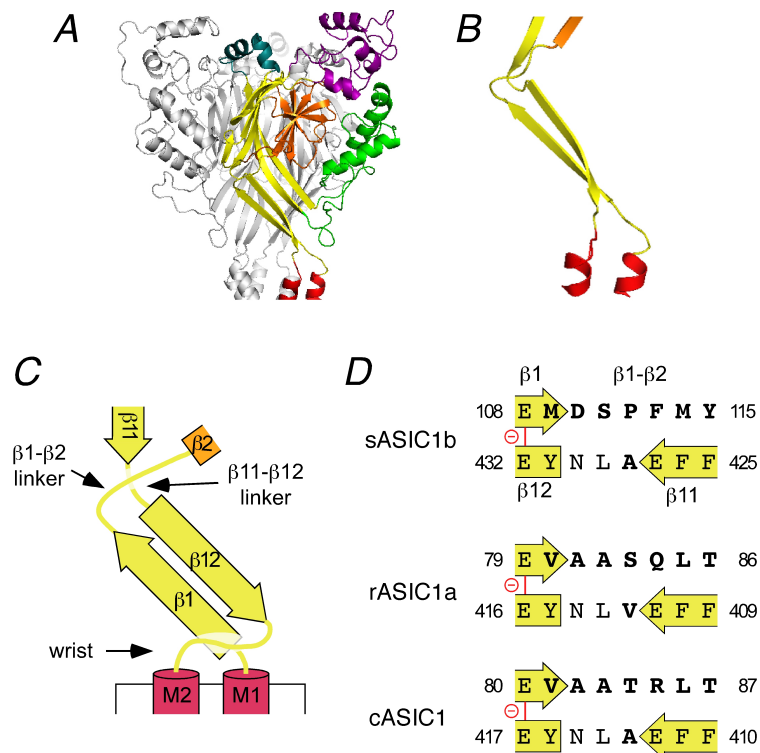 A
B
C
β11
β2
β1-β2
linker
β11-β12
linker
β12
β1
wrist
M2
M1
D
β1
β1-β2
108 E M D S P F M Y 115
sASIC1b
−
432 E Y N L A E F F 425
β12
β11
79 E V A A S Q L T 86
rASIC1a
−
416 E Y N L V E F F 409
80 E V A A T R L T 87
cASIC1
−
417 E Y N L A E F F 410